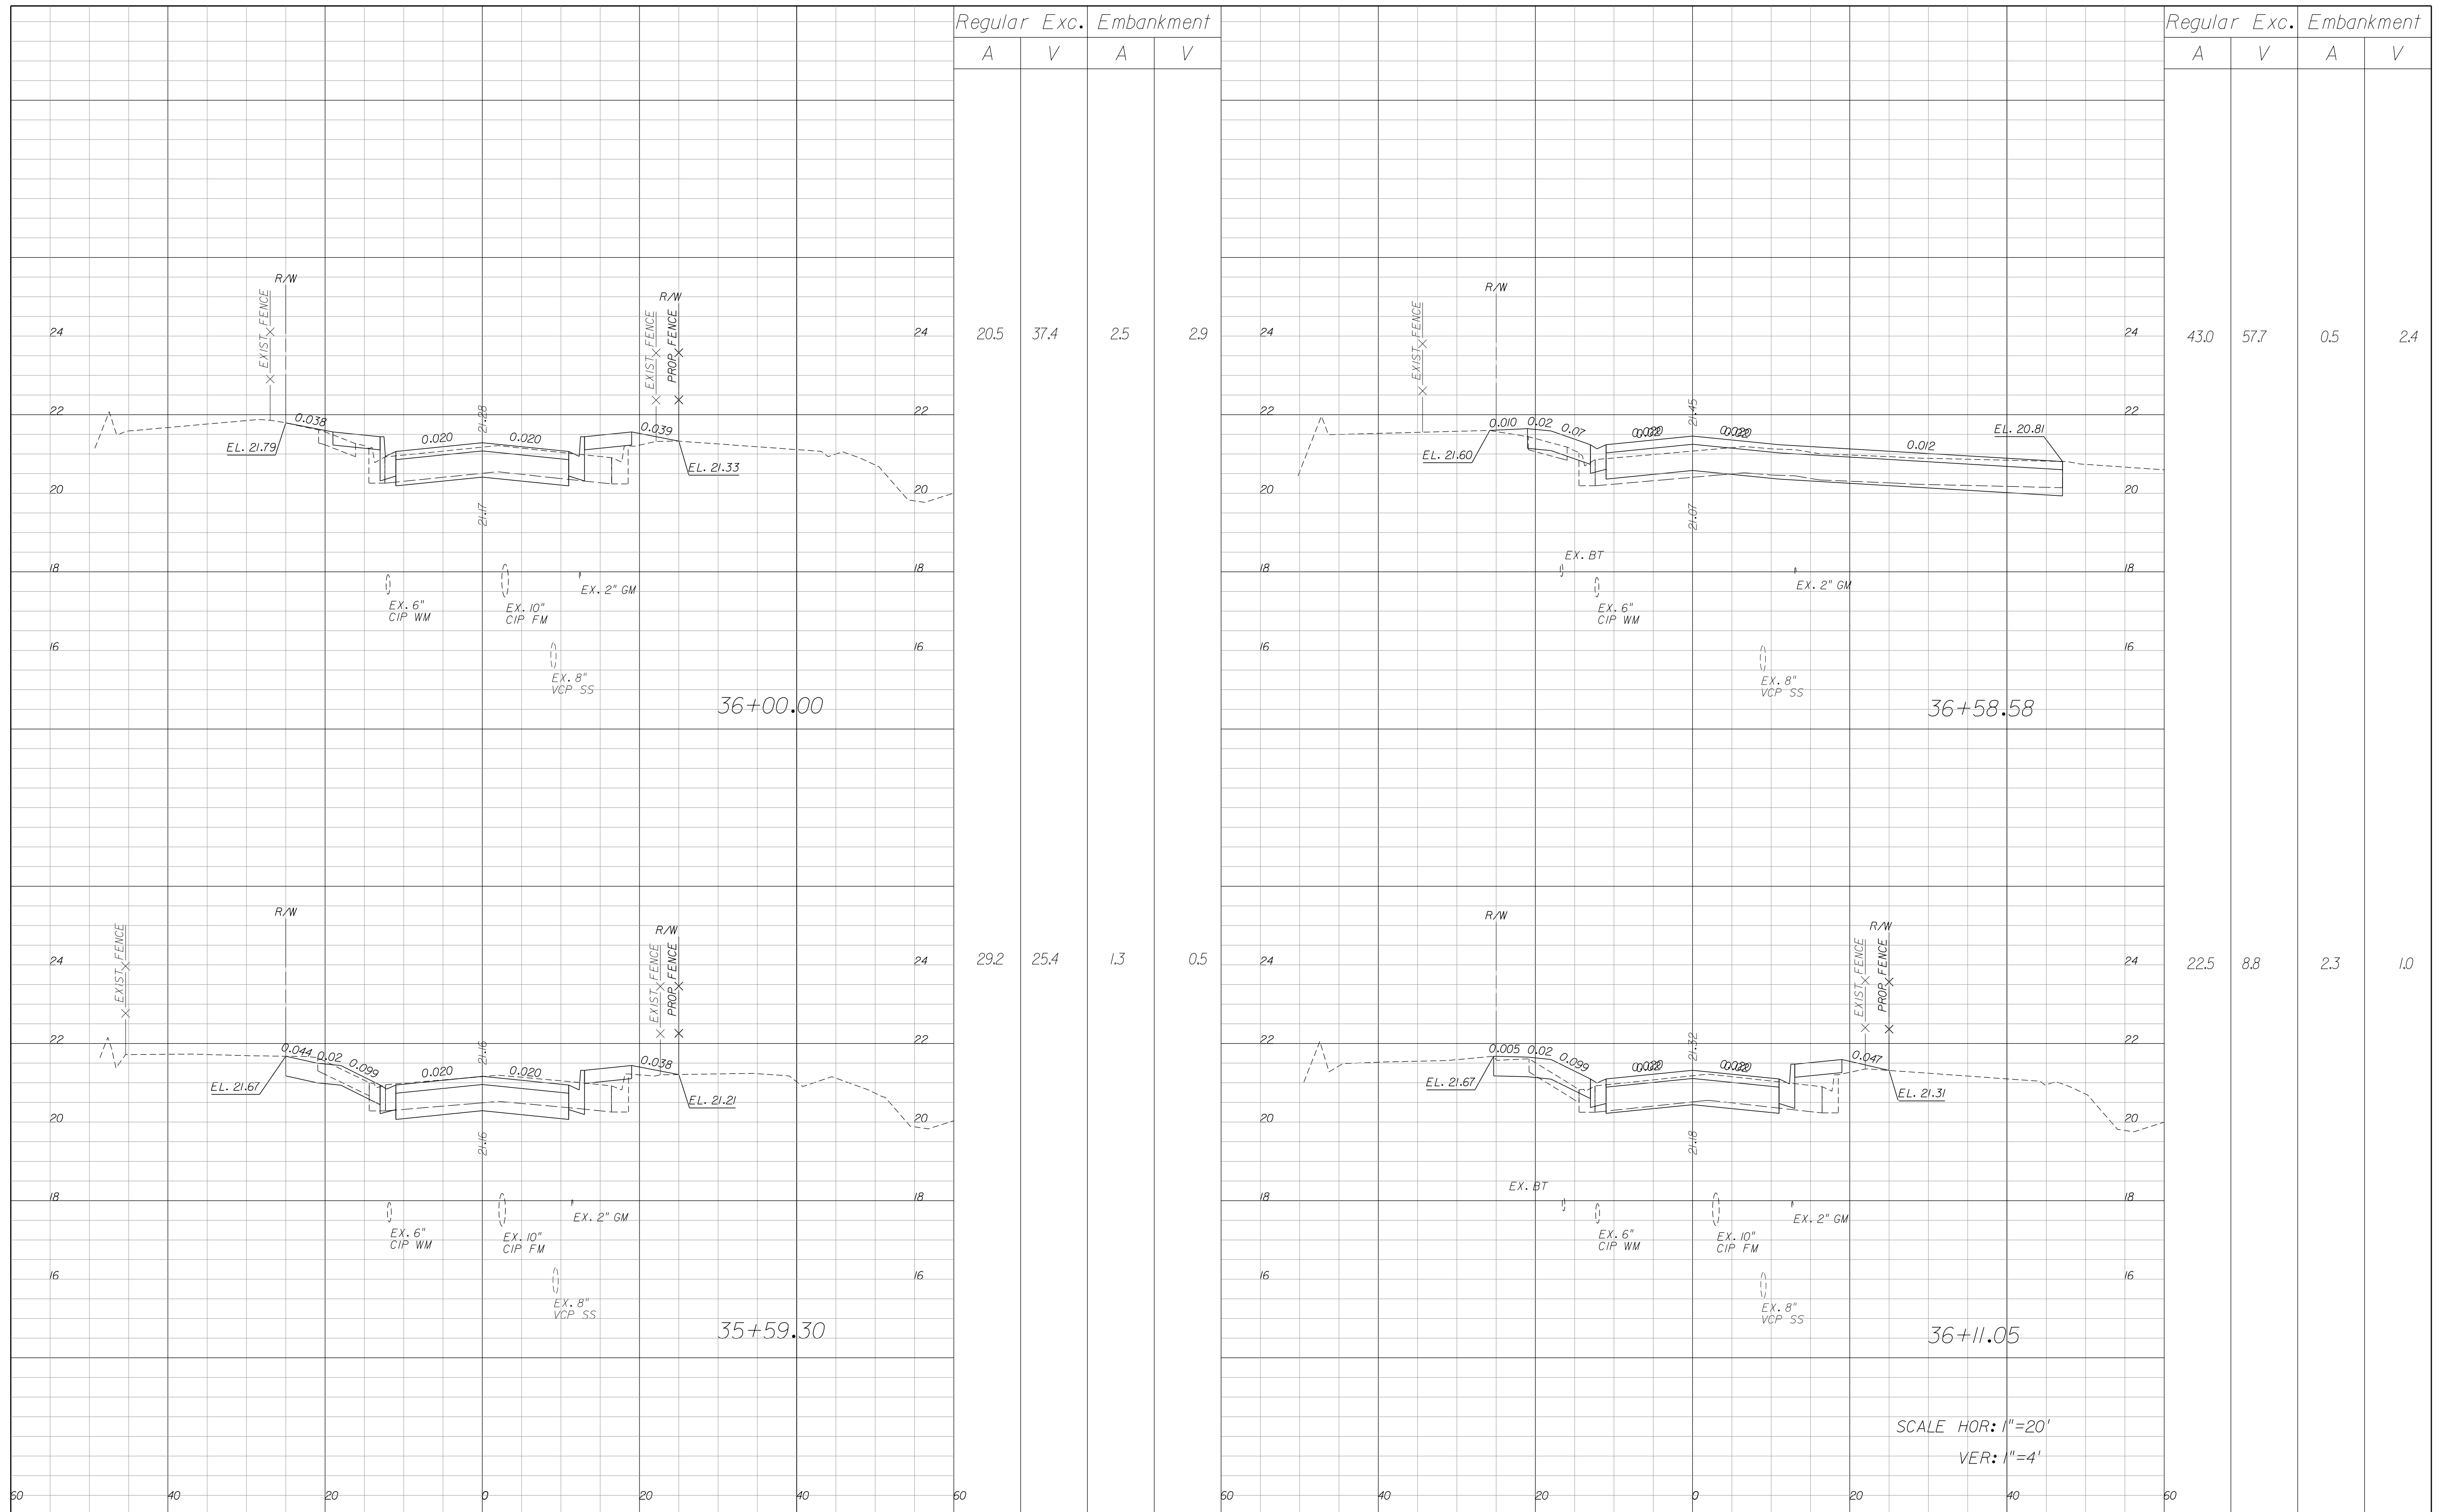 Regular Exc. Embankment
A V A V
R/W
EXIST. FENCE
R/W
EXIST. FENCE
PROP. FENCE
24 24
20.5 37.4 2.5 2.9
22 22
0.038
0.020
21.28
0.020
0.039
EL. 21.79
EL. 21.33
20 20
21.17
18 18
EX. 6"
CIP WM
EX. 10"
CIP FM
EX. 2" GM
16 16
EX. 8"
VCP SS
36+00.00
R/W
EXIST. FENCE
R/W
EXIST. FENCE
PROP. FENCE
24 24
29.2 25.4 1.3 0.5
22 22
0.044
0.02
0.099
0.020
21.16
0.020
0.038
EL. 21.67
EL. 21.21
20 20
21.16
18 18
EX. 6"
CIP WM
EX. 10"
CIP FM
EX. 2" GM
16 16
EX. 8"
VCP SS
35+59.30
60 40 20 0 20 40 60
Regular Exc. Embankment
A V A V
R/W
EXIST. FENCE
24 24
43.0 57.7 0.5 2.4
22 22
0.010
0.02
0.07
21.45
0.012
EL. 20.81
EL. 21.60
20 20
21.07
EX. BT
18 18
EX. 6"
CIP WM
EX. 2" GM
16 16
EX. 8"
VCP SS
36+58.58
R/W
EXIST. FENCE
R/W
EXIST. FENCE
PROP. FENCE
24 24
22.5 8.8 2.3 1.0
22 22
0.005
0.02
0.099
21.32
0.047
EL. 21.67
EL. 21.31
20 20
21.18
EX. BT
18 18
EX. 6"
CIP WM
EX. 10"
CIP FM
EX. 2" GM
16 16
EX. 8"
VCP SS
36+11.05
SCALE HOR: 1"=20'
VER: 1"=4'
60 40 20 0 20 40 60